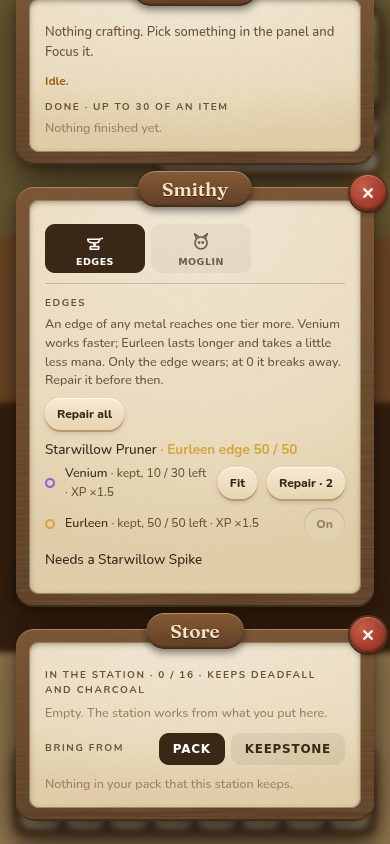 Nothing crafting. Pick something in the panel and
Focus it.
Idle.
DONE · UP TO 30 OF AN ITEM
Nothing finished yet.
Smithy
EDGES
MOGLIN
EDGES
An edge of any metal reaches one tier more. Venium
works faster; Eurleen lasts longer and takes a little
less mana. Only the edge wears; at 0 it breaks away.
Repair it before then.
Repair all
Starwillow Pruner · Eurleen edge 50 / 50
Venium · kept, 10 / 30 left
· XP ×1.5
Fit
Repair · 2
Eurleen · kept, 50 / 50 left · XP ×1.5
On
Needs a Starwillow Spike
Store
IN THE STATION · 0 / 16 · KEEPS DEADFALL
AND CHARCOAL
Empty. The station works from what you put here.
BRING FROM
PACK
KEEPSTONE
Nothing in your pack that this station keeps.